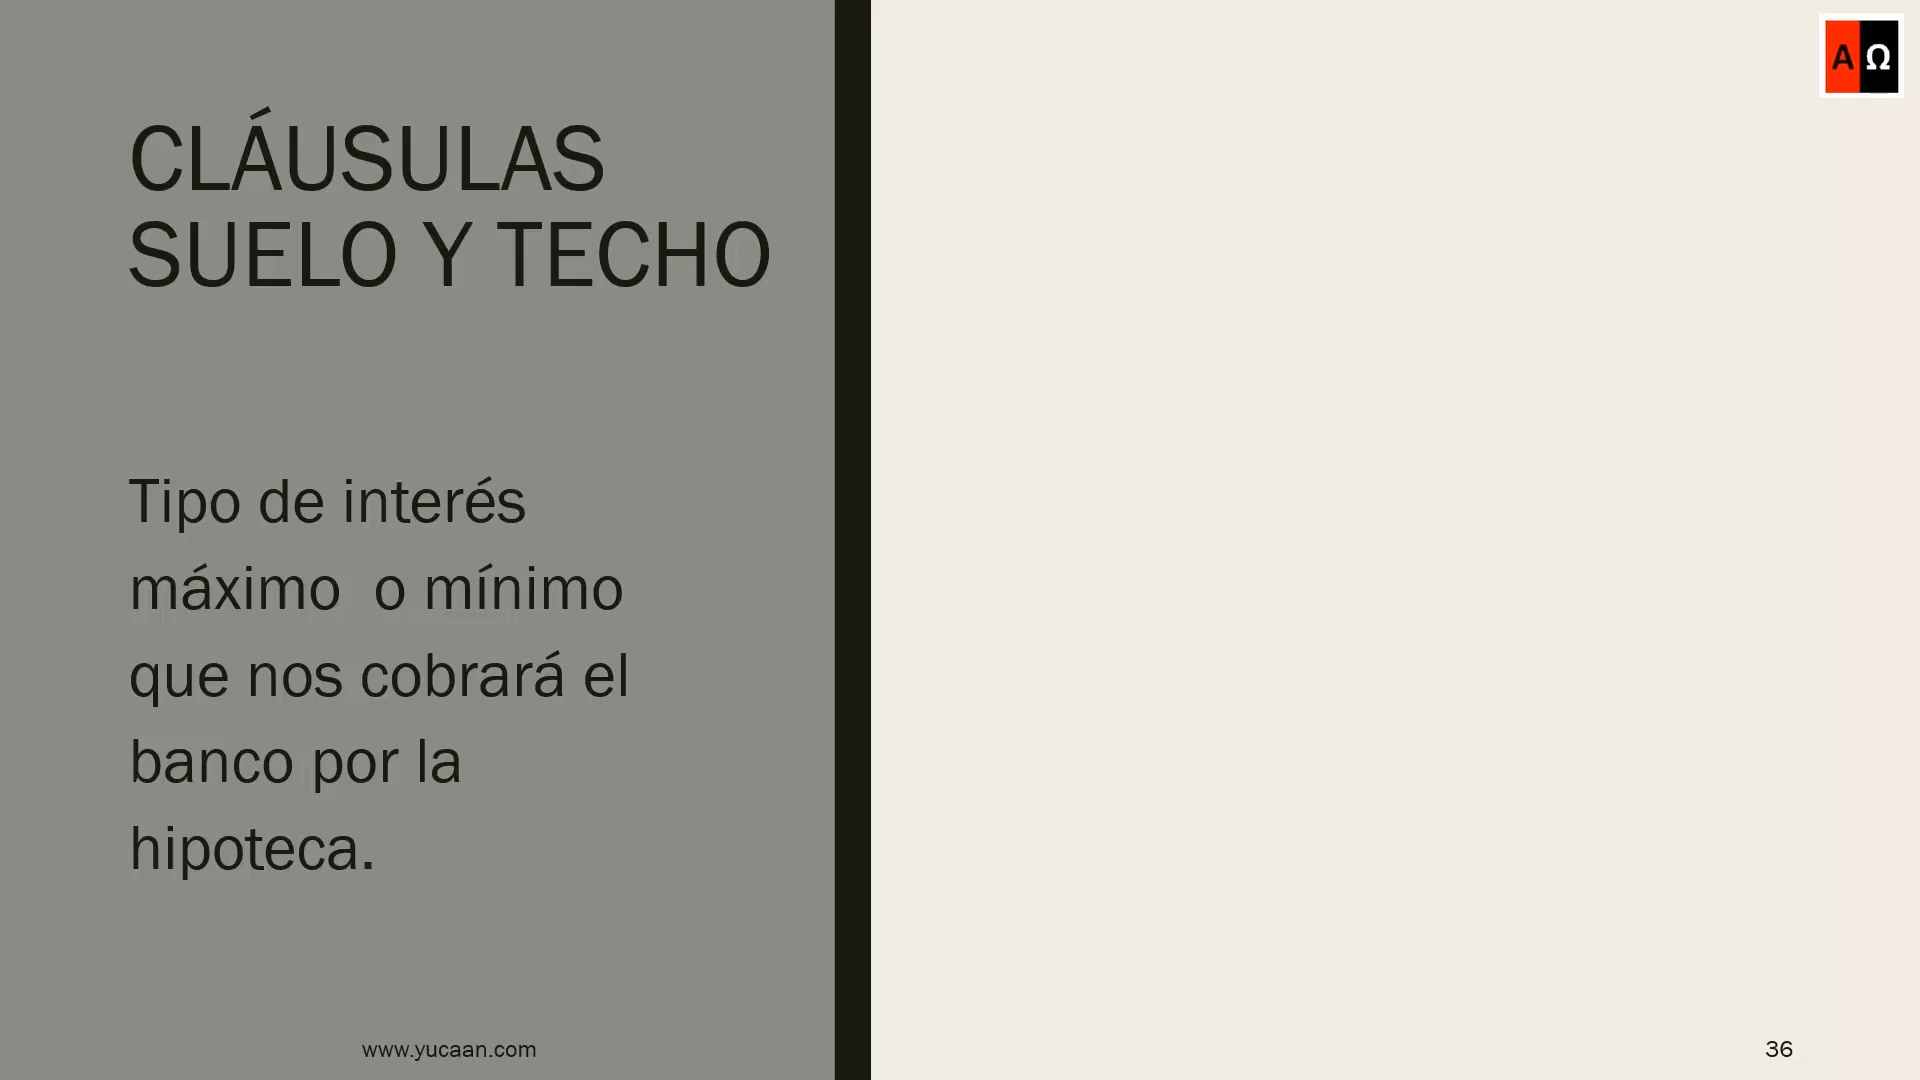 AΩ
CLÁUSULAS
SUELO Y TECHO
Tipo de interés
máximo  o mínimo
que nos cobrará el
banco por la
hipoteca.
www.yucaan.com
36